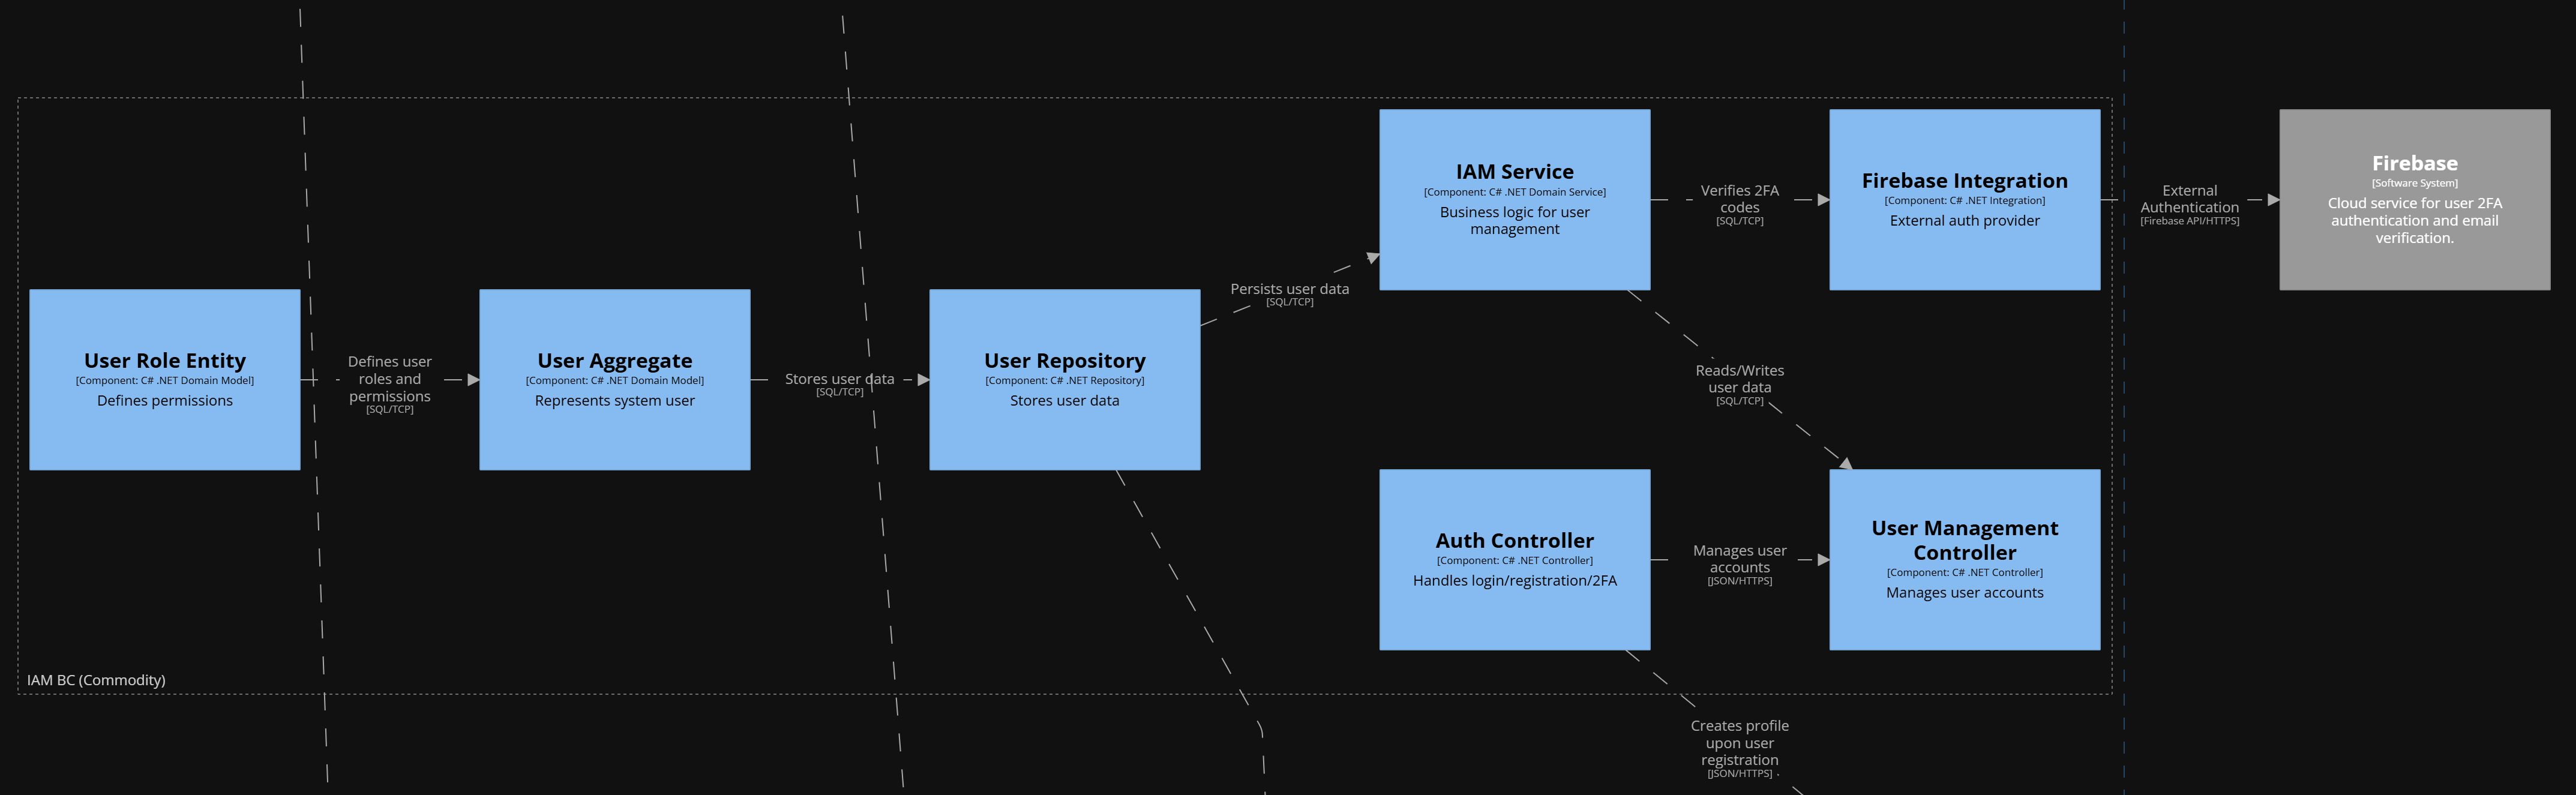 User Role Entity
[Component: C# .NET Domain Model]
Defines permissions
Defines user
roles and
permissions
[SQL/TCP]
User Aggregate
[Component: C# .NET Domain Model]
Represents system user
Stores user data
[SQL/TCP]
User Repository
[Component: C# .NET Repository]
Stores user data
Persists user data
[SQL/TCP]
IAM Service
[Component: C# .NET Domain Service]
Business logic for user
management
Verifies 2FA
codes
[SQL/TCP]
Firebase Integration
[Component: C# .NET Integration]
External auth provider
External
Authentication
[Firebase API/HTTPS]
Firebase
[Software System]
Cloud service for user 2FA
authentication and email
verification.
Reads/Writes
user data
[SQL/TCP]
Auth Controller
[Component: C# .NET Controller]
Handles login/registration/2FA
Manages user
accounts
[JSON/HTTPS]
User Management
Controller
[Component: C# .NET Controller]
Manages user accounts
IAM BC (Commodity)
Creates profile
upon user
registration
[JSON/HTTPS]